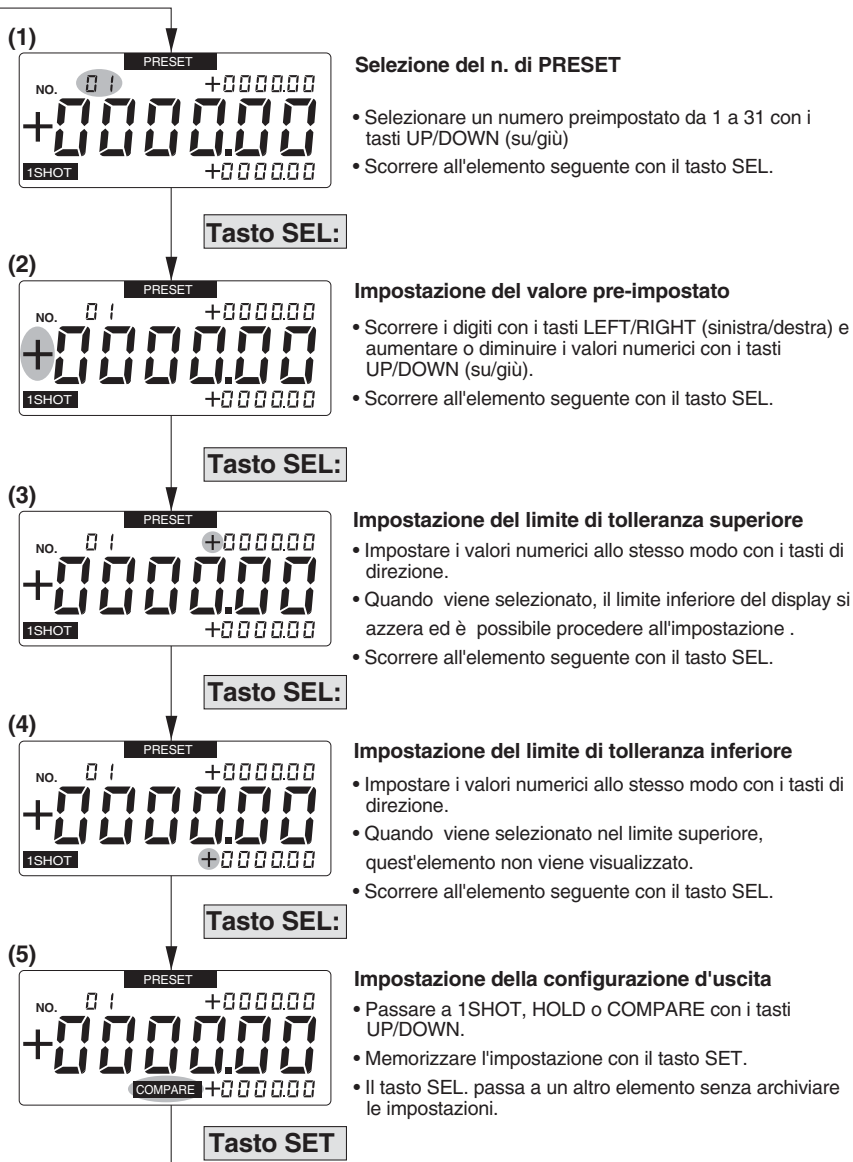 (1)
PRESET
NO. 01 +0000.00
+0000.00
1SHOT +0000.00
Selezione del n. di PRESET
• Selezionare un numero preimpostato da 1 a 31 con i
tasti UP/DOWN (su/giù)
• Scorrere all'elemento seguente con il tasto SEL.
Tasto SEL:
(2)
PRESET
NO. 01 +0000.00
+0000.00
1SHOT +0000.00
Impostazione del valore pre-impostato
• Scorrere i digiti con i tasti LEFT/RIGHT (sinistra/destra) e
aumentare o diminuire i valori numerici con i tasti
UP/DOWN (su/giù).
• Scorrere all'elemento seguente con il tasto SEL.
Tasto SEL:
(3)
PRESET
NO. 01 +0000.00
+0000.00
1SHOT +0000.00
Impostazione del limite di tolleranza superiore
• Impostare i valori numerici allo stesso modo con i tasti di
direzione.
• Quando viene selezionato, il limite inferiore del display si
azzera ed è possibile procedere all'impostazione .
• Scorrere all'elemento seguente con il tasto SEL.
Tasto SEL:
(4)
PRESET
NO. 01 +0000.00
+0000.00
1SHOT +0000.00
Impostazione del limite di tolleranza inferiore
• Impostare i valori numerici allo stesso modo con i tasti di
direzione.
• Quando viene selezionato nel limite superiore,
quest'elemento non viene visualizzato.
• Scorrere all'elemento seguente con il tasto SEL.
Tasto SEL:
(5)
PRESET
NO. 01 +0000.00
+0000.00
COMPARE +0000.00
Impostazione della configurazione d'uscita
• Passare a 1SHOT, HOLD o COMPARE con i tasti
UP/DOWN.
• Memorizzare l'impostazione con il tasto SET.
• Il tasto SEL. passa a un altro elemento senza archiviare
le impostazioni.
Tasto SET